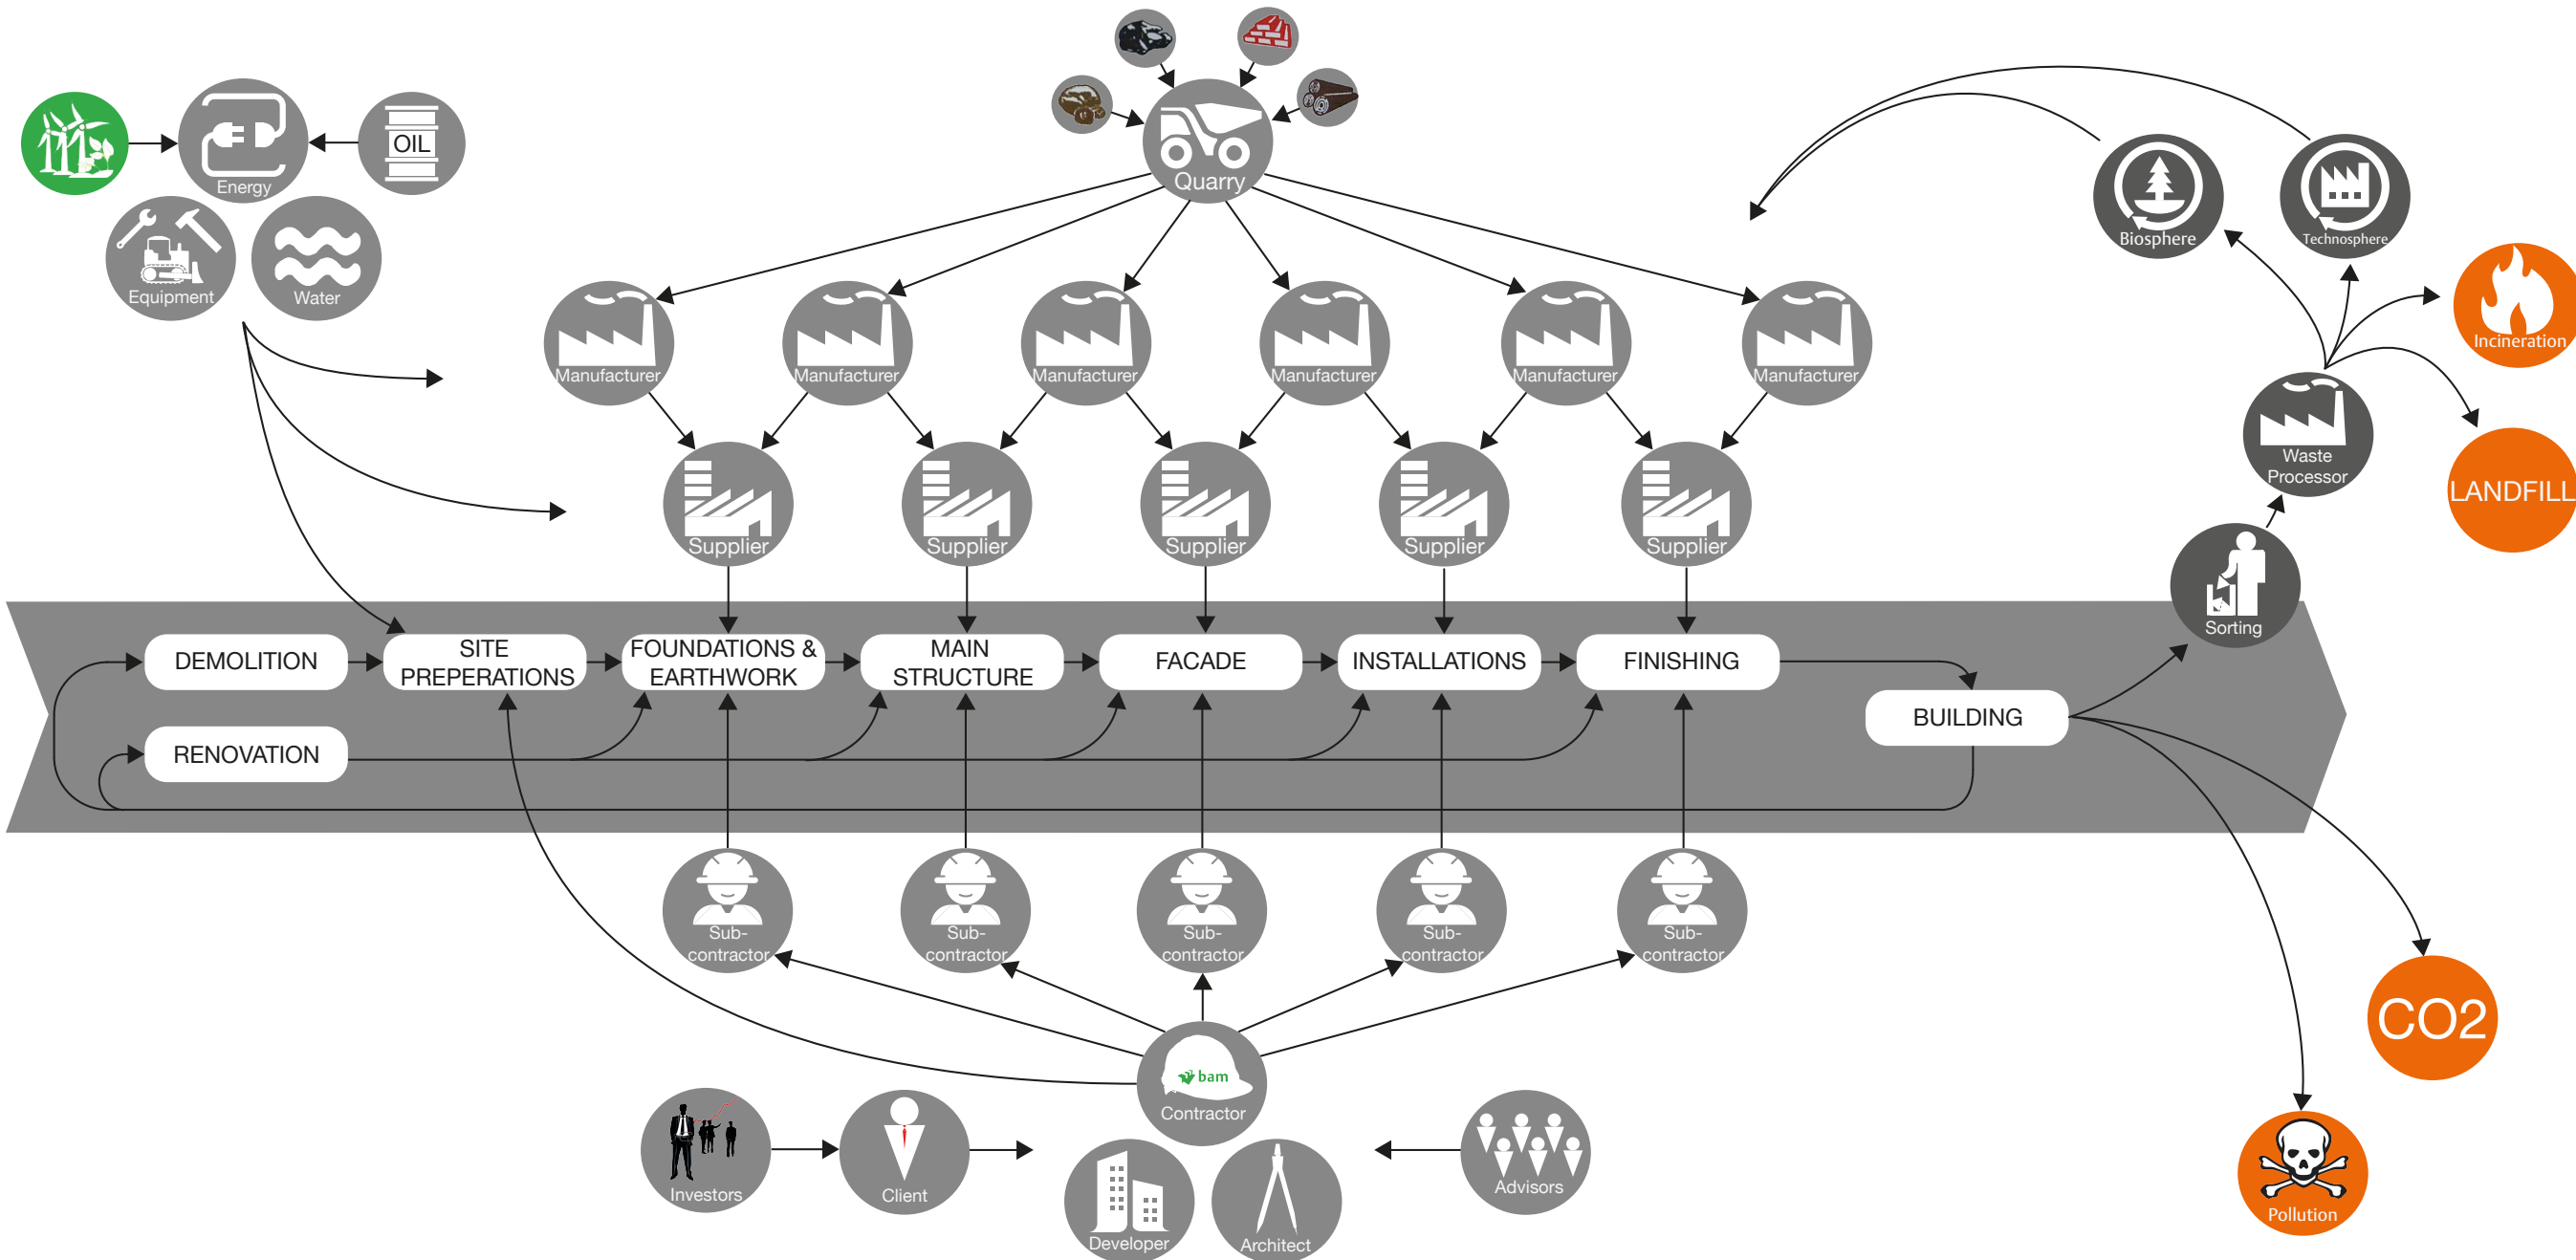 OIL
Energy
Equipment
Water
Quarry
Biosphere
Technosphere
Incineration
Manufacturer
Manufacturer
Manufacturer
Manufacturer
Manufacturer
Manufacturer
Waste
Processor
LANDFILL
Supplier
Supplier
Supplier
Supplier
Supplier
Sorting
DEMOLITION
SITE
PREPERATIONS
FOUNDATIONS &
EARTHWORK
MAIN
STRUCTURE
FACADE
INSTALLATIONS
FINISHING
BUILDING
RENOVATION
Sub-
contractor
Sub-
contractor
Sub-
contractor
Sub-
contractor
Sub-
contractor
CO2
bam
Contractor
Investors
Client
Developer
Architect
Advisors
Pollution